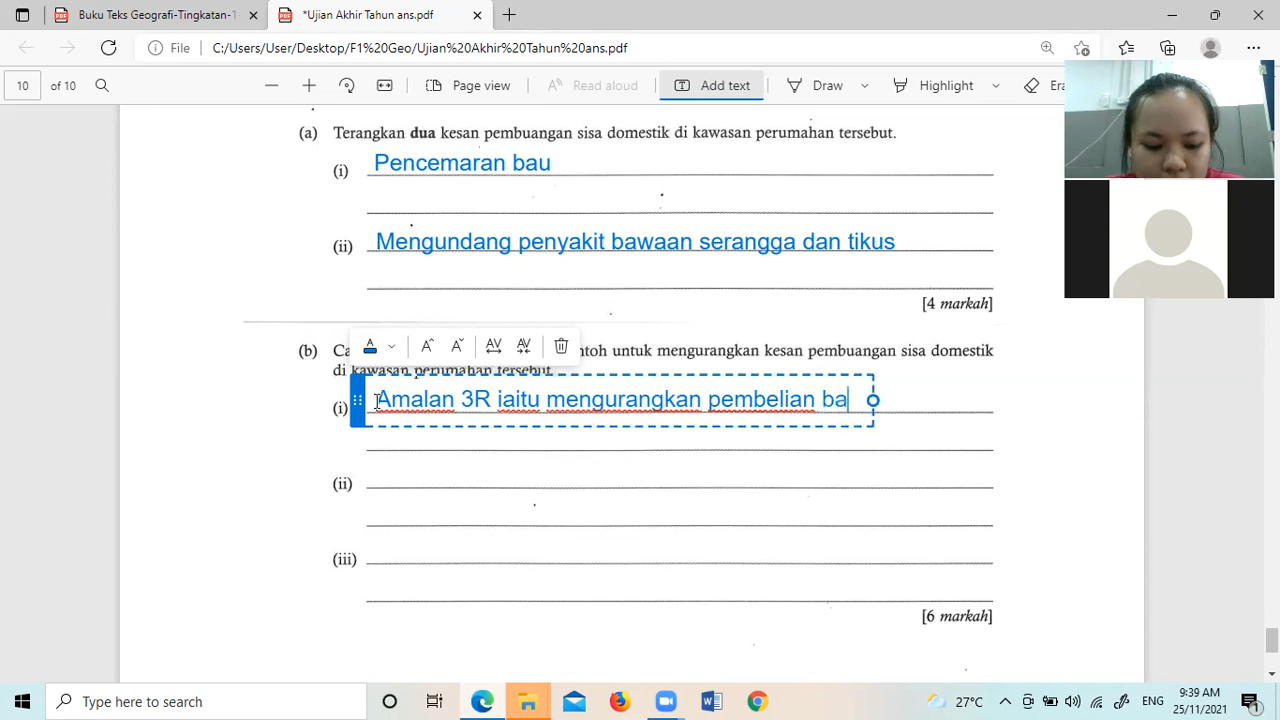 Buku Teks Geografi-Tingkatan-1
*Ujian Akhir Tahun ans.pdf
File
C:/Users/User/Desktop/F1%20Geo/Ujian%20Akhir%20Tahun%20ans.pdf
10 of 10
Page view
Read aloud
Add text
Draw
Highlight
Era
(a) Terangkan dua kesan pembuangan sisa domestik di kawasan perumahan tersebut.
(i) Pencemaran bau
(ii) Mengundang penyakit bawaan serangga dan tikus
[4 markah]
(b) Ca ntoh untuk mengurangkan kesan pembuangan sisa domestik
di kawasan perumahan tersebut.
(i) Amalan 3R iaitu mengurangkan pembelian ba
(ii)
(iii)
[6 markah]
Type here to search
27°C
ENG
9:39 AM
25/11/2021